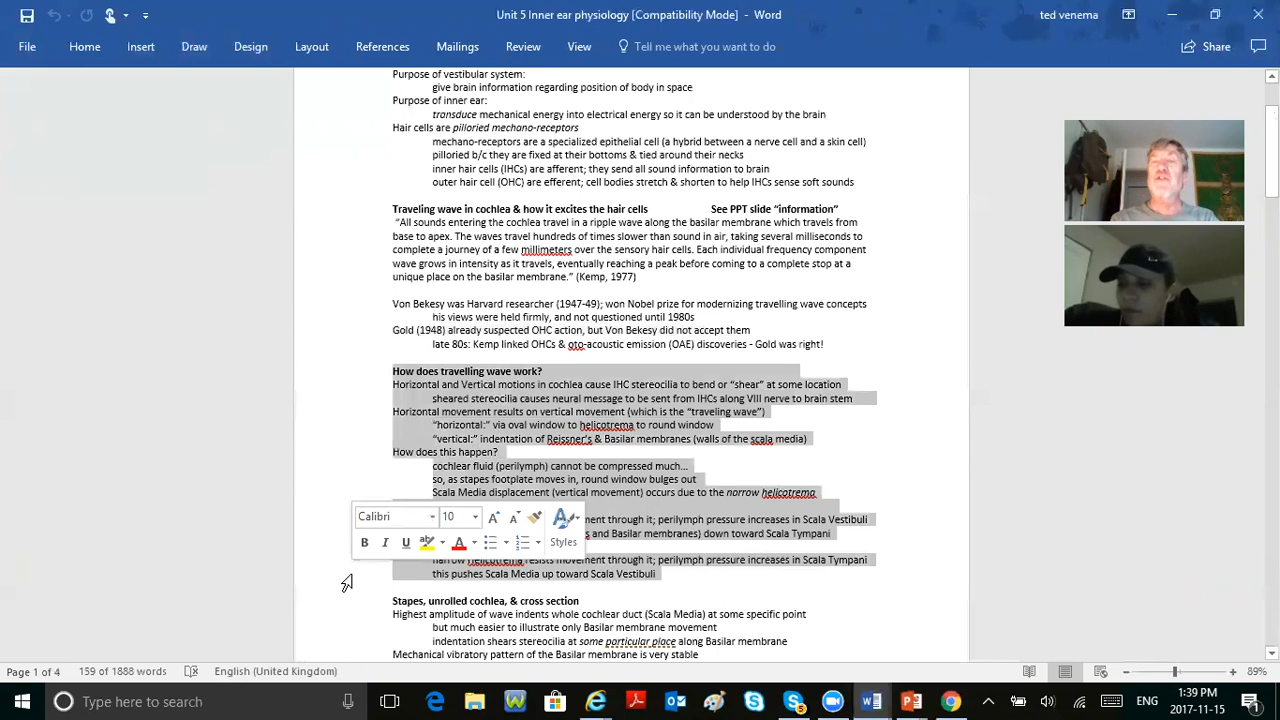 Unit 5 Inner ear physiology [Compatibility Mode] - Word
ted venema
File Home Insert Draw Design Layout References Mailings Review View Tell me what you want to do Share
Purpose of vestibular system:
give brain information regarding position of body in space
Purpose of inner ear:
transduce mechanical energy into electrical energy so it can be understood by the brain
Hair cells are pilloried mechano-receptors
mechano-receptors are a specialized epithelial cell (a hybrid between a nerve cell and a skin cell)
pilloried b/c they are fixed at their bottoms & tied around their necks
inner hair cells (IHCs) are afferent; they send all sound information to brain
outer hair cell (OHC) are efferent; cell bodies stretch & shorten to help IHCs sense soft sounds
Traveling wave in cochlea & how it excites the hair cells See PPT slide “information”
“All sounds entering the cochlea travel in a ripple wave along the basilar membrane which travels from
base to apex. The waves travel hundreds of times slower than sound in air, taking several milliseconds to
complete a journey of a few millimeters over the sensory hair cells. Each individual frequency component
wave grows in intensity as it travels, eventually reaching a peak before coming to a complete stop at a
unique place on the basilar membrane.” (Kemp, 1977)
Von Bekesy was Harvard researcher (1947-49); won Nobel prize for modernizing travelling wave concepts
his views were held firmly, and not questioned until 1980s
Gold (1948) already suspected OHC action, but Von Bekesy did not accept them
late 80s: Kemp linked OHCs & oto-acoustic emission (OAE) discoveries - Gold was right!
How does travelling wave work?
Horizontal and Vertical motions in cochlea cause IHC stereocilia to bend or “shear” at some location
sheared stereocilia causes neural message to be sent from IHCs along VIII nerve to brain stem
Horizontal movement results on vertical movement (which is the “traveling wave”)
“horizontal:” via oval window to helicotrema to round window
“vertical:” indentation of Reissner's & Basilar membranes (walls of the scala media)
How does this happen?
cochlear fluid (perilymph) cannot be compressed much...
so, as stapes footplate moves in, round window bulges out
Scala Media displacement (vertical movement) occurs due to the narrow helicotrema
Calibri 10
through it; perilymph pressure increases in Scala Vestibuli
and Basilar membranes) down toward Scala Tympani
Styles
narrow helicotrema resists movement through it; perilymph pressure increases in Scala Tympani
this pushes Scala Media up toward Scala Vestibuli
Stapes, unrolled cochlea, & cross section
Highest amplitude of wave indents whole cochlear duct (Scala Media) at some specific point
but much easier to illustrate only Basilar membrane movement
indentation shears stereocilia at some particular place along Basilar membrane
Mechanical vibratory pattern of the Basilar membrane is very stable
Page 1 of 4 159 of 1888 words English (United Kingdom) 89%
Type here to search
ENG
1:39 PM
2017-11-15